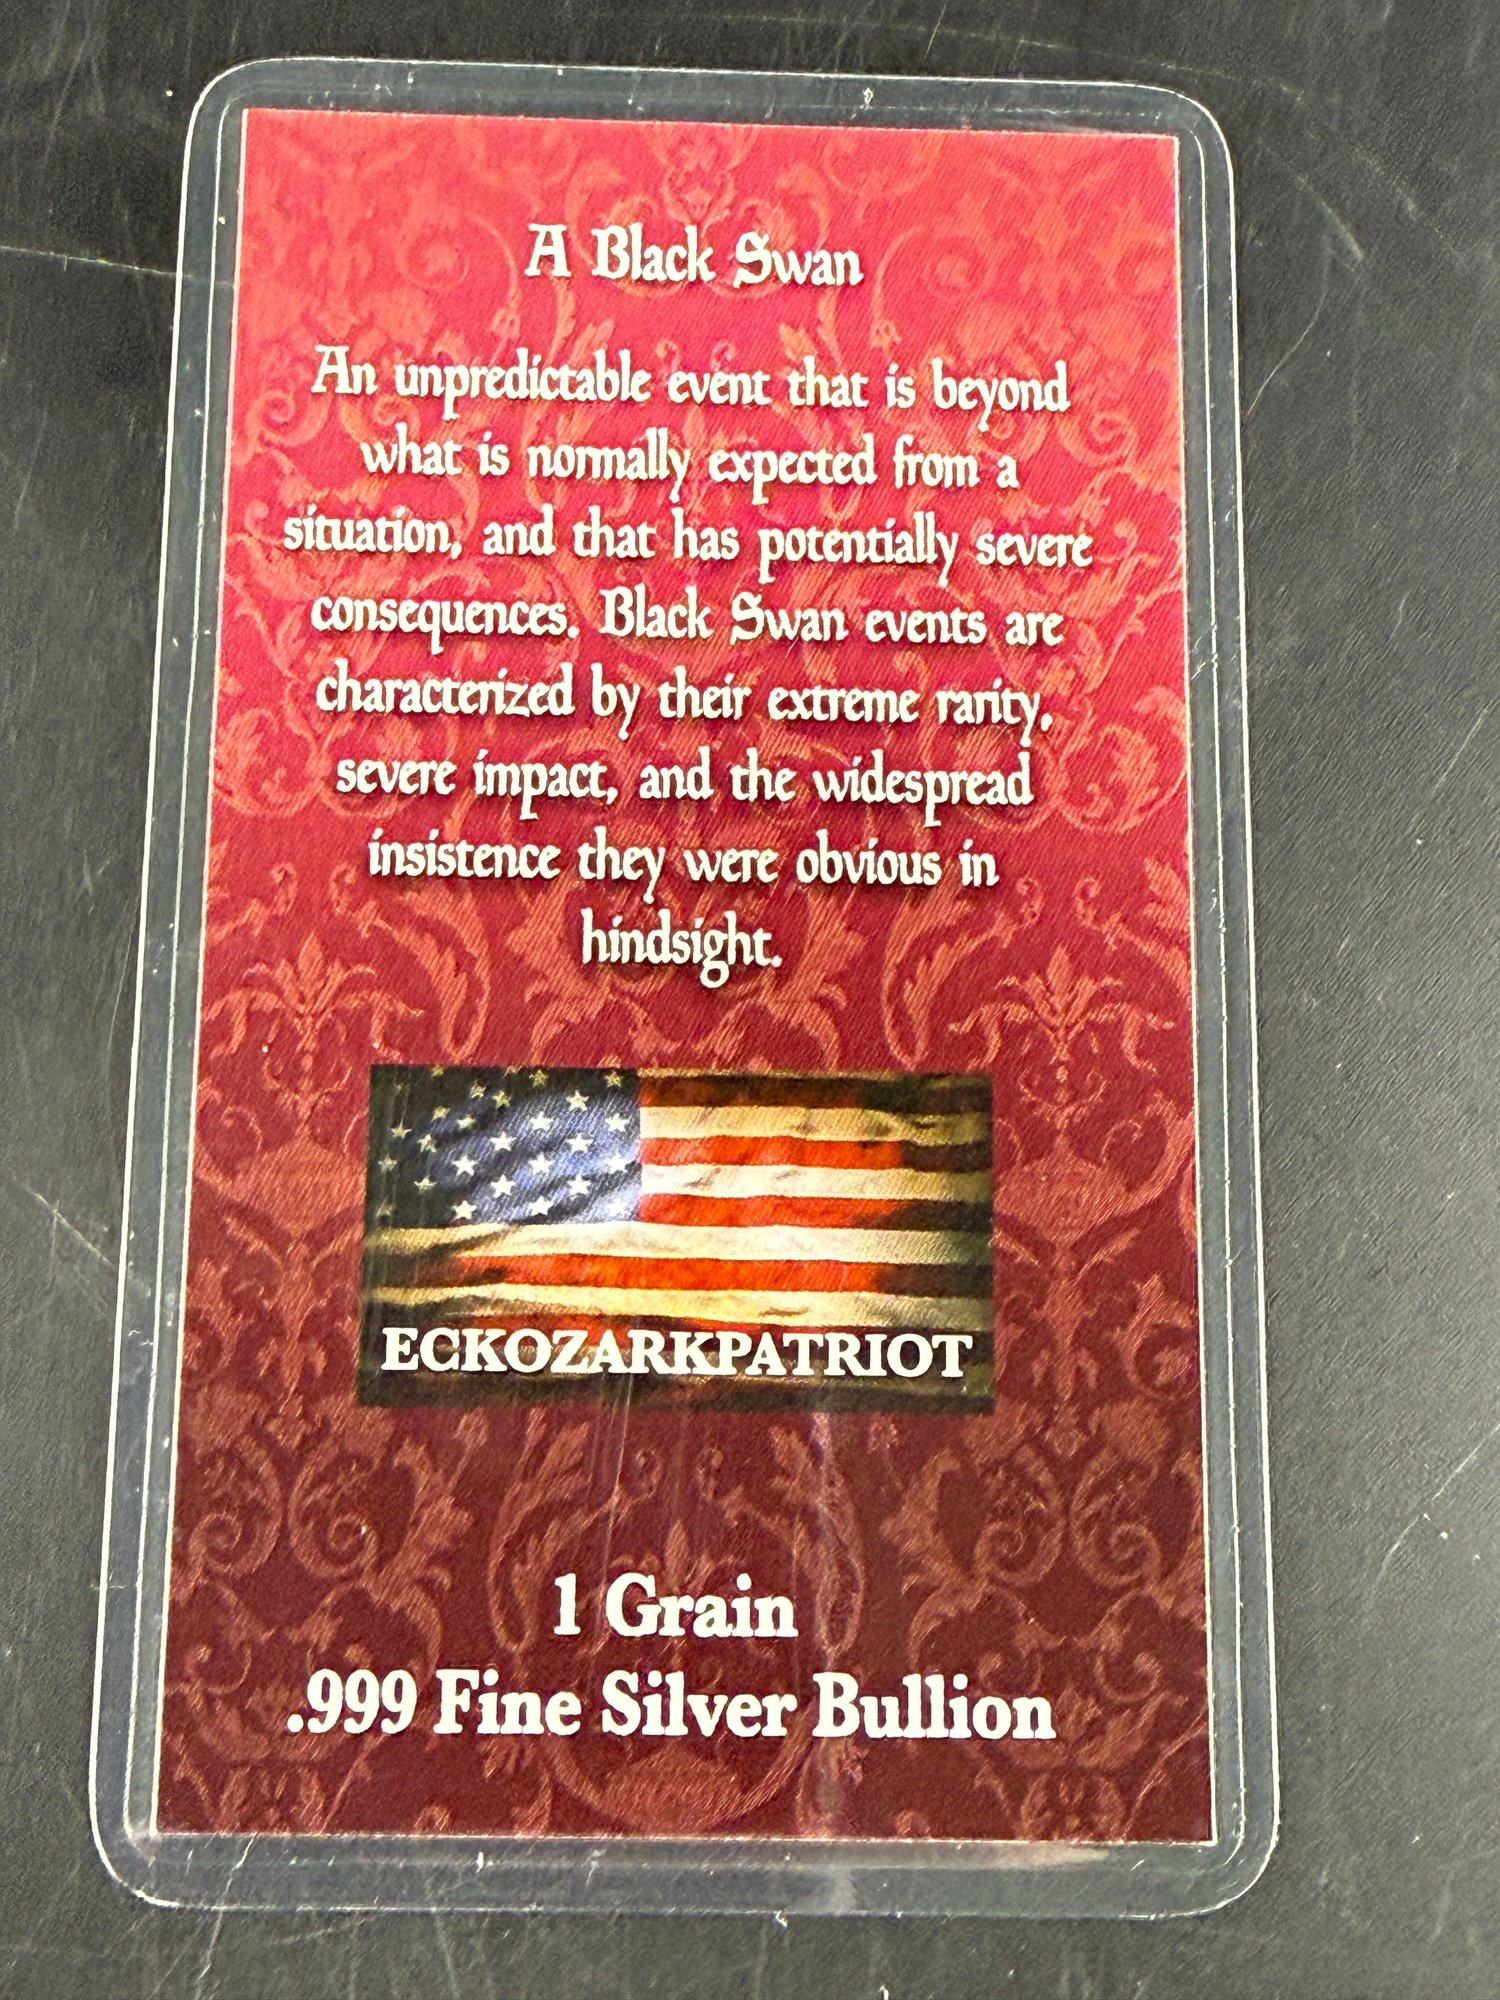 A Black Swan
An unpredictable event that is beyond
what is normally expected from a
situation, and that has potentially severe
consequences. Black Swan events are
characterized by their extreme rarity,
severe impact, and the widespread
insistence they were obvious in
hindsight.
ECKOZARKPATRIOT
1 Grain
.999 Fine Silver Bullion